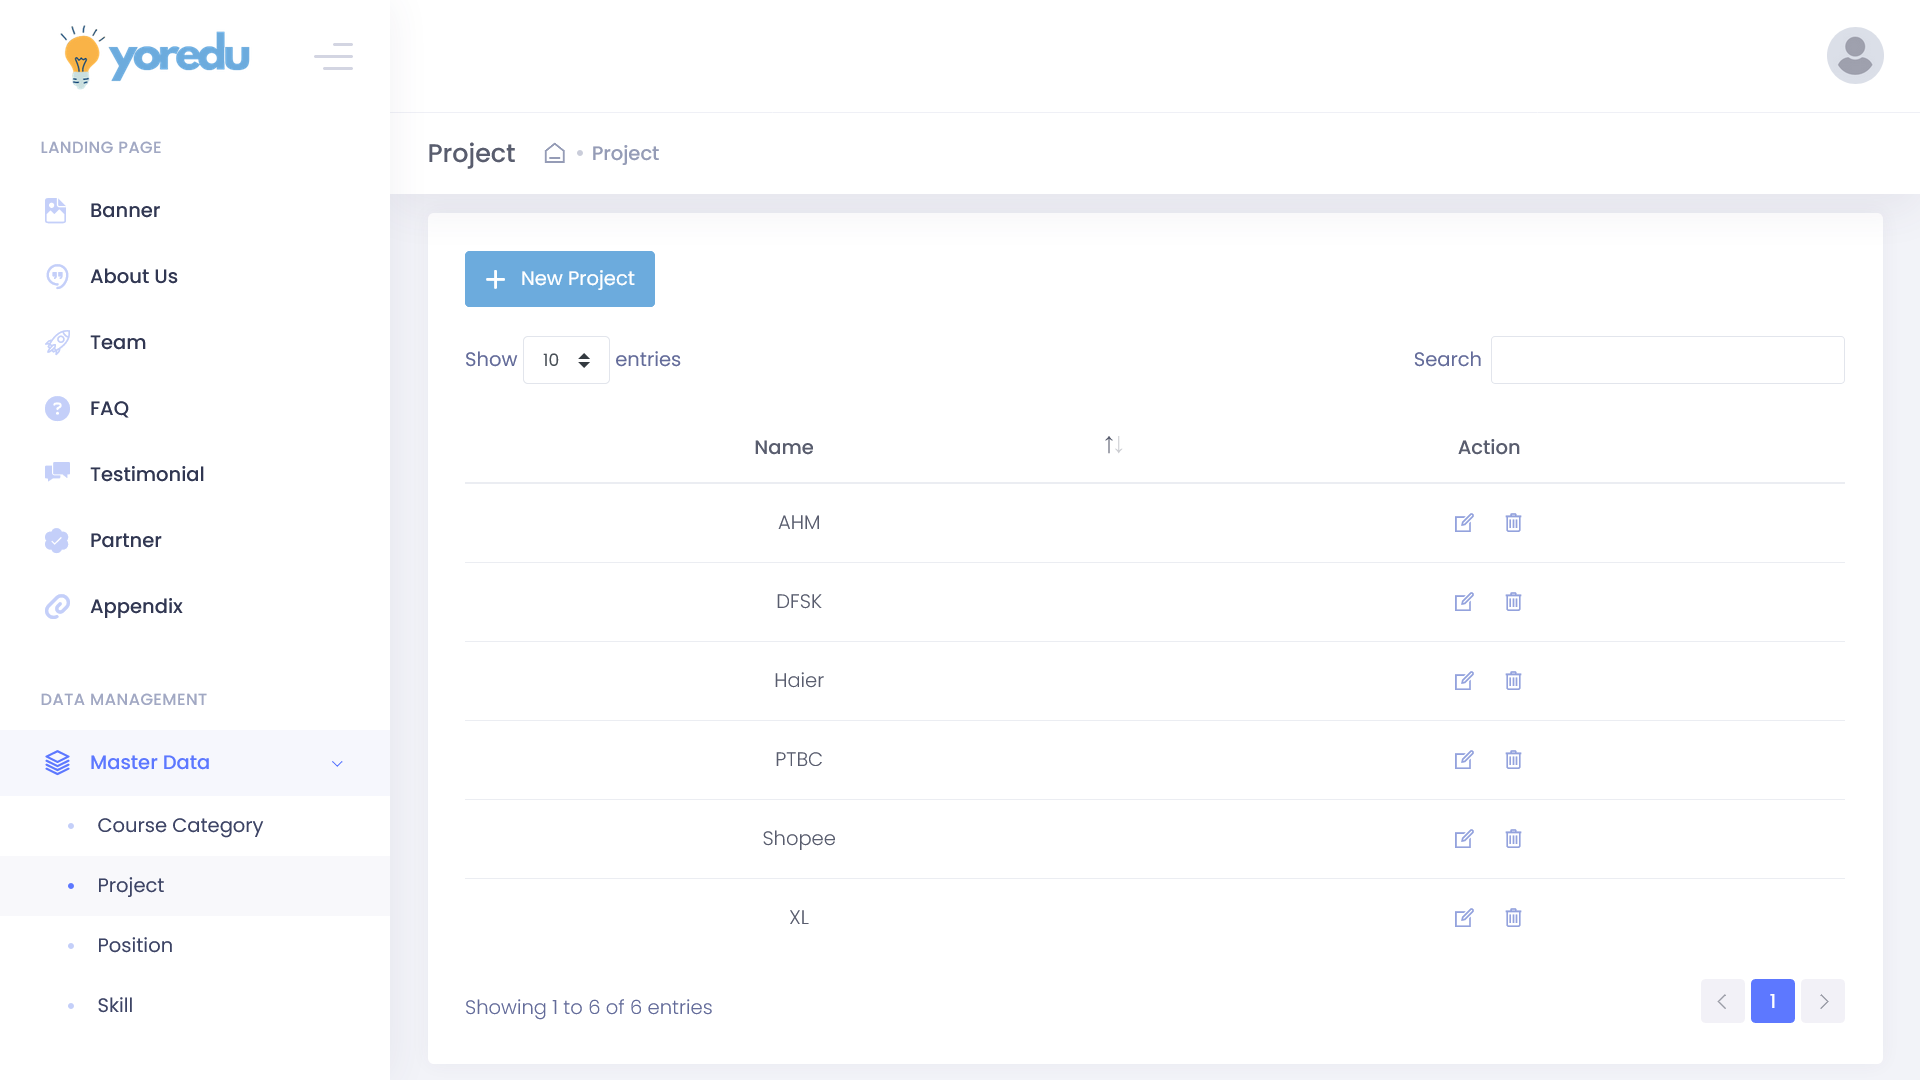 yoredu
LANDING PAGE
Banner
About Us
Team
FAQ
Testimonial
Partner
Appendix
DATA MANAGEMENT
Master Data
Course Category
Project
Position
Skill
Project • Project
New Project
Show 10 entries
Search
Name Action
AHM
DFSK
Haier
PTBC
Shopee
XL
Showing 1 to 6 of 6 entries
1